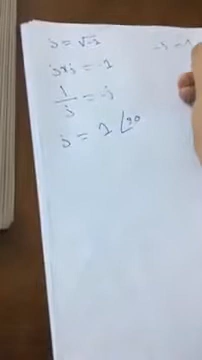 j = √-1
j*j = -1
1/j = -j
j = 1 ∠90